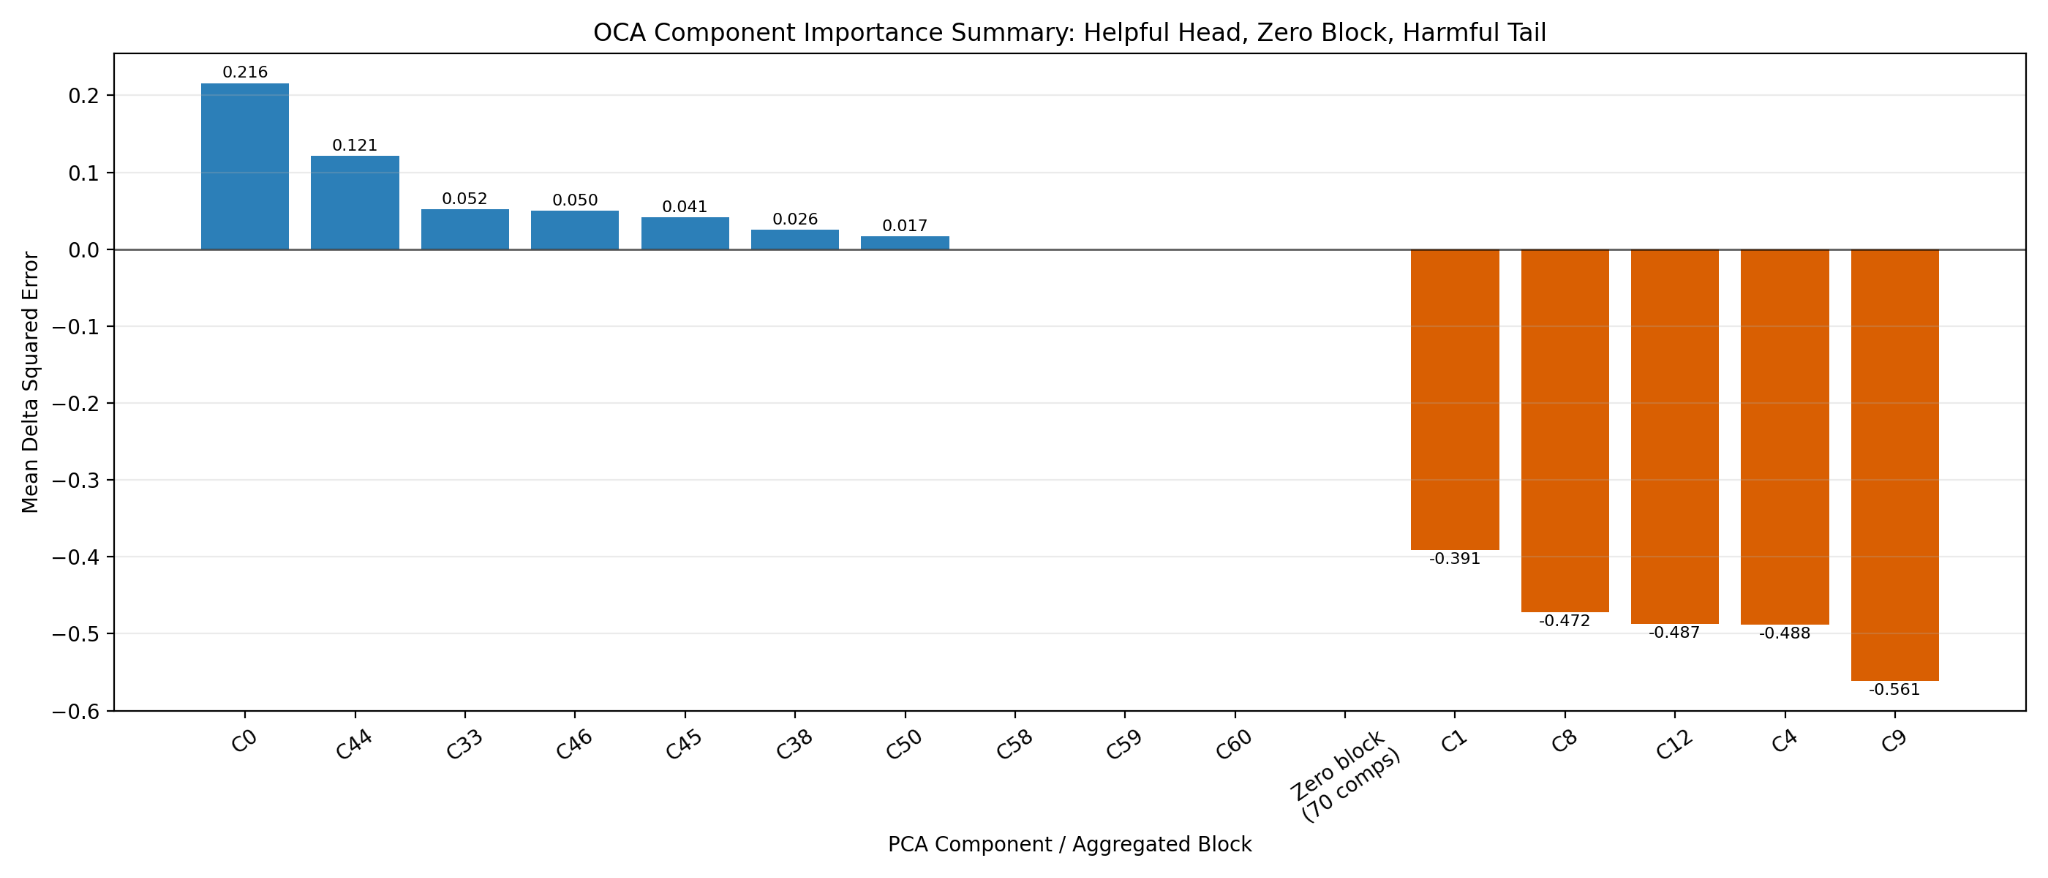 OCA Component Importance Summary: Helpful Head, Zero Block, Harmful Tail
Mean Delta Squared Error
0.2
0.1
0.0
−0.1
−0.2
−0.3
−0.4
−0.5
−0.6
0.216
0.121
0.052
0.050
0.041
0.026
0.017
-0.391
-0.472
-0.487
-0.488
-0.561
C0
C44
C33
C46
C45
C38
C50
C58
C59
C60
Zero block
(70 comps)
C1
C8
C12
C4
C9
PCA Component / Aggregated Block